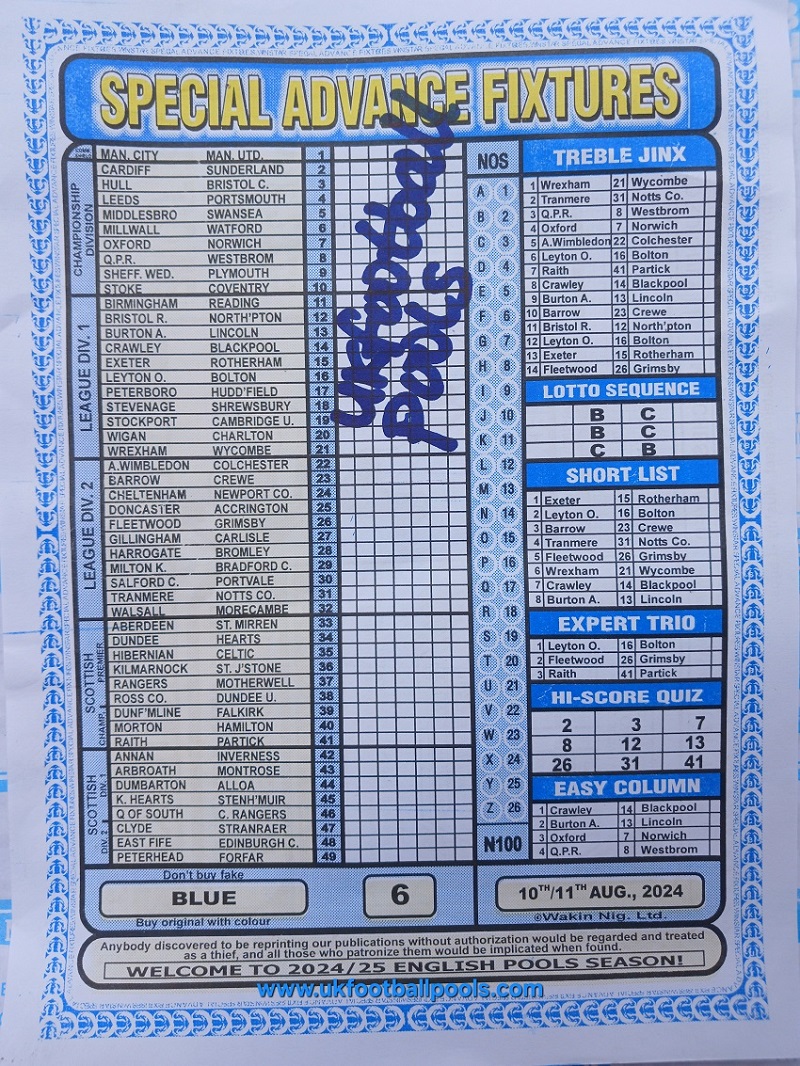 SPECIAL ADVANCE FIXTURES
COMM. SHIELD
MAN. CITY MAN. UTD. 1
CHAMPIONSHIP DIVISION
CARDIFF SUNDERLAND 2
HULL BRISTOL C. 3
LEEDS PORTSMOUTH 4
MIDDLESBRO SWANSEA 5
MILLWALL WATFORD 6
OXFORD NORWICH 7
Q.P.R. WESTBROM 8
SHEFF. WED. PLYMOUTH 9
STOKE COVENTRY 10
LEAGUE DIV. 1
BIRMINGHAM READING 11
BRISTOL R. NORTH'PTON 12
BURTON A. LINCOLN 13
CRAWLEY BLACKPOOL 14
EXETER ROTHERHAM 15
LEYTON O. BOLTON 16
PETERBORO HUDD'FIELD 17
STEVENAGE SHREWSBURY 18
STOCKPORT CAMBRIDGE U. 19
WIGAN CHARLTON 20
WREXHAM WYCOMBE 21
LEAGUE DIV. 2
A.WIMBLEDON COLCHESTER 22
BARROW CREWE 23
CHELTENHAM NEWPORT CO. 24
DONCASTER ACCRINGTON 25
FLEETWOOD GRIMSBY 26
GILLINGHAM CARLISLE 27
HARROGATE BROMLEY 28
MILTON K. BRADFORD C. 29
SALFORD C. PORTVALE 30
TRANMERE NOTTS CO. 31
WALSALL MORECAMBE 32
SCOTTISH PREMIER
ABERDEEN ST. MIRREN 33
DUNDEE HEARTS 34
HIBERNIAN CELTIC 35
KILMARNOCK ST. J'STONE 36
RANGERS MOTHERWELL 37
ROSS CO. DUNDEE U. 38
CHAMP.
DUNF'MLINE FALKIRK 39
MORTON HAMILTON 40
RAITH PARTICK 41
SCOTTISH DIV. 1
ANNAN INVERNESS 42
ARBROATH MONTROSE 43
DUMBARTON ALLOA 44
K. HEARTS STENH'MUIR 45
Q OF SOUTH C. RANGERS 46
DIV. 2
CLYDE STRANRAER 47
EAST FIFE EDINBURGH C. 48
PETERHEAD FORFAR 49
ukfootball
pools
NOS
A 1
B 2
C 3
D 4
E 5
F 6
G 7
H 8
I 9
J 10
K 11
L 12
M 13
N 14
O 15
P 16
Q 17
R 18
S 19
T 20
U 21
V 22
W 23
X 24
Y 25
Z 26
N100
TREBLE JINX
1 Wrexham 21 Wycombe
2 Tranmere 31 Notts Co.
3 Q.P.R. 8 Westbrom
4 Oxford 7 Norwich
5 A.Wimbledon 22 Colchester
6 Leyton O. 16 Bolton
7 Raith 41 Partick
8 Crawley 14 Blackpool
9 Burton A. 13 Lincoln
10 Barrow 23 Crewe
11 Bristol R. 12 North'pton
12 Leyton O. 16 Bolton
13 Exeter 15 Rotherham
14 Fleetwood 26 Grimsby
LOTTO SEQUENCE
B C
B C
C B
SHORT LIST
1 Exeter 15 Rotherham
2 Leyton O. 16 Bolton
3 Barrow 23 Crewe
4 Tranmere 31 Notts Co.
5 Fleetwood 26 Grimsby
6 Wrexham 21 Wycombe
7 Crawley 14 Blackpool
8 Burton A. 13 Lincoln
EXPERT TRIO
1 Leyton O. 16 Bolton
2 Fleetwood 26 Grimsby
3 Raith 41 Partick
HI-SCORE QUIZ
2 3 7
8 12 13
26 31 41
EASY COLUMN
1 Crawley 14 Blackpool
2 Burton A. 13 Lincoln
3 Oxford 7 Norwich
4 Q.P.R. 8 Westbrom
Don't buy fake
BLUE
Buy original with colour
6
10TH/11TH AUG., 2024
©Wakin Nig. Ltd.
Anybody discovered to be reprinting our publications without authorization would be regarded and treated
as a thief, and all those who patronize them would be implicated when found.
WELCOME TO 2024/25 ENGLISH POOLS SEASON!
www.ukfootballpools.com